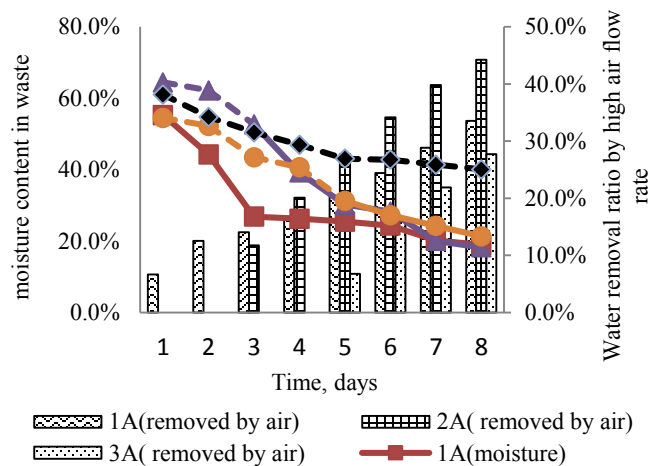 80.0%
60.0%
40.0%
20.0%
0.0%
moisture content in waste
50.0%
40.0%
30.0%
20.0%
10.0%
0.0%
Water removal ratio by high air flow
rate
1 2 3 4 5 6 7 8
Time, days
1A(removed by air) 2A( removed by air)
3A( removed by air) 1A(moisture)